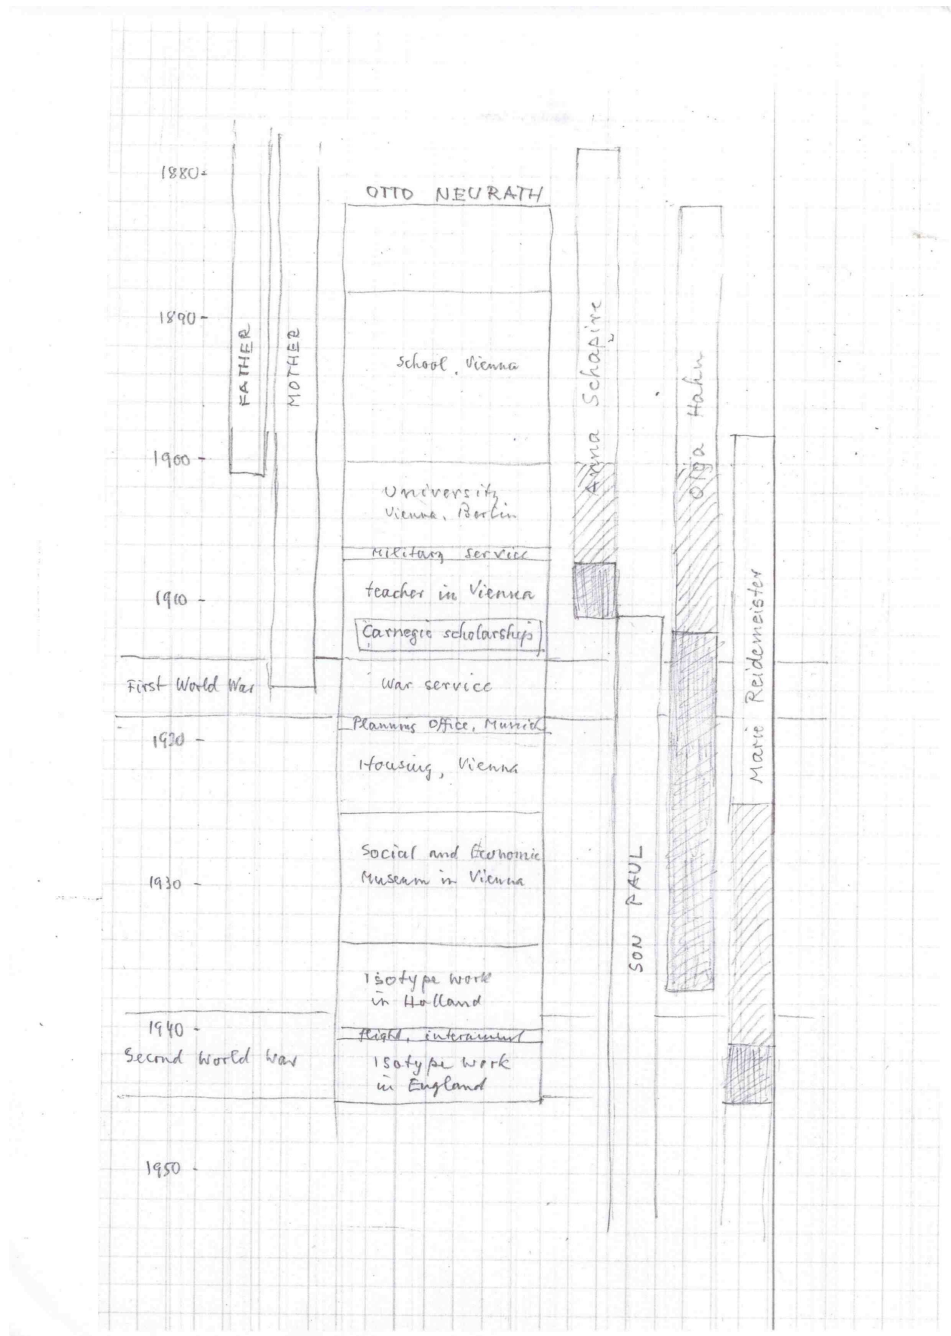 1880
OTTO NEURATH
1890
FATHER
MOTHER
School, Vienna
Anna Schapire
Olga Hahn
1900
University
Vienna, Berlin
Military service
1910
teacher in Vienna
Carnegie scholarship
Marie Reidemeister
First World War
War service
Planning Office, Munich
1920
Housing, Vienna
Social and Economic
Museum in Vienna
1930
SON PAUL
Isotype work
in Holland
1940
flight, internment
Second World War
Isotype work
in England
1950